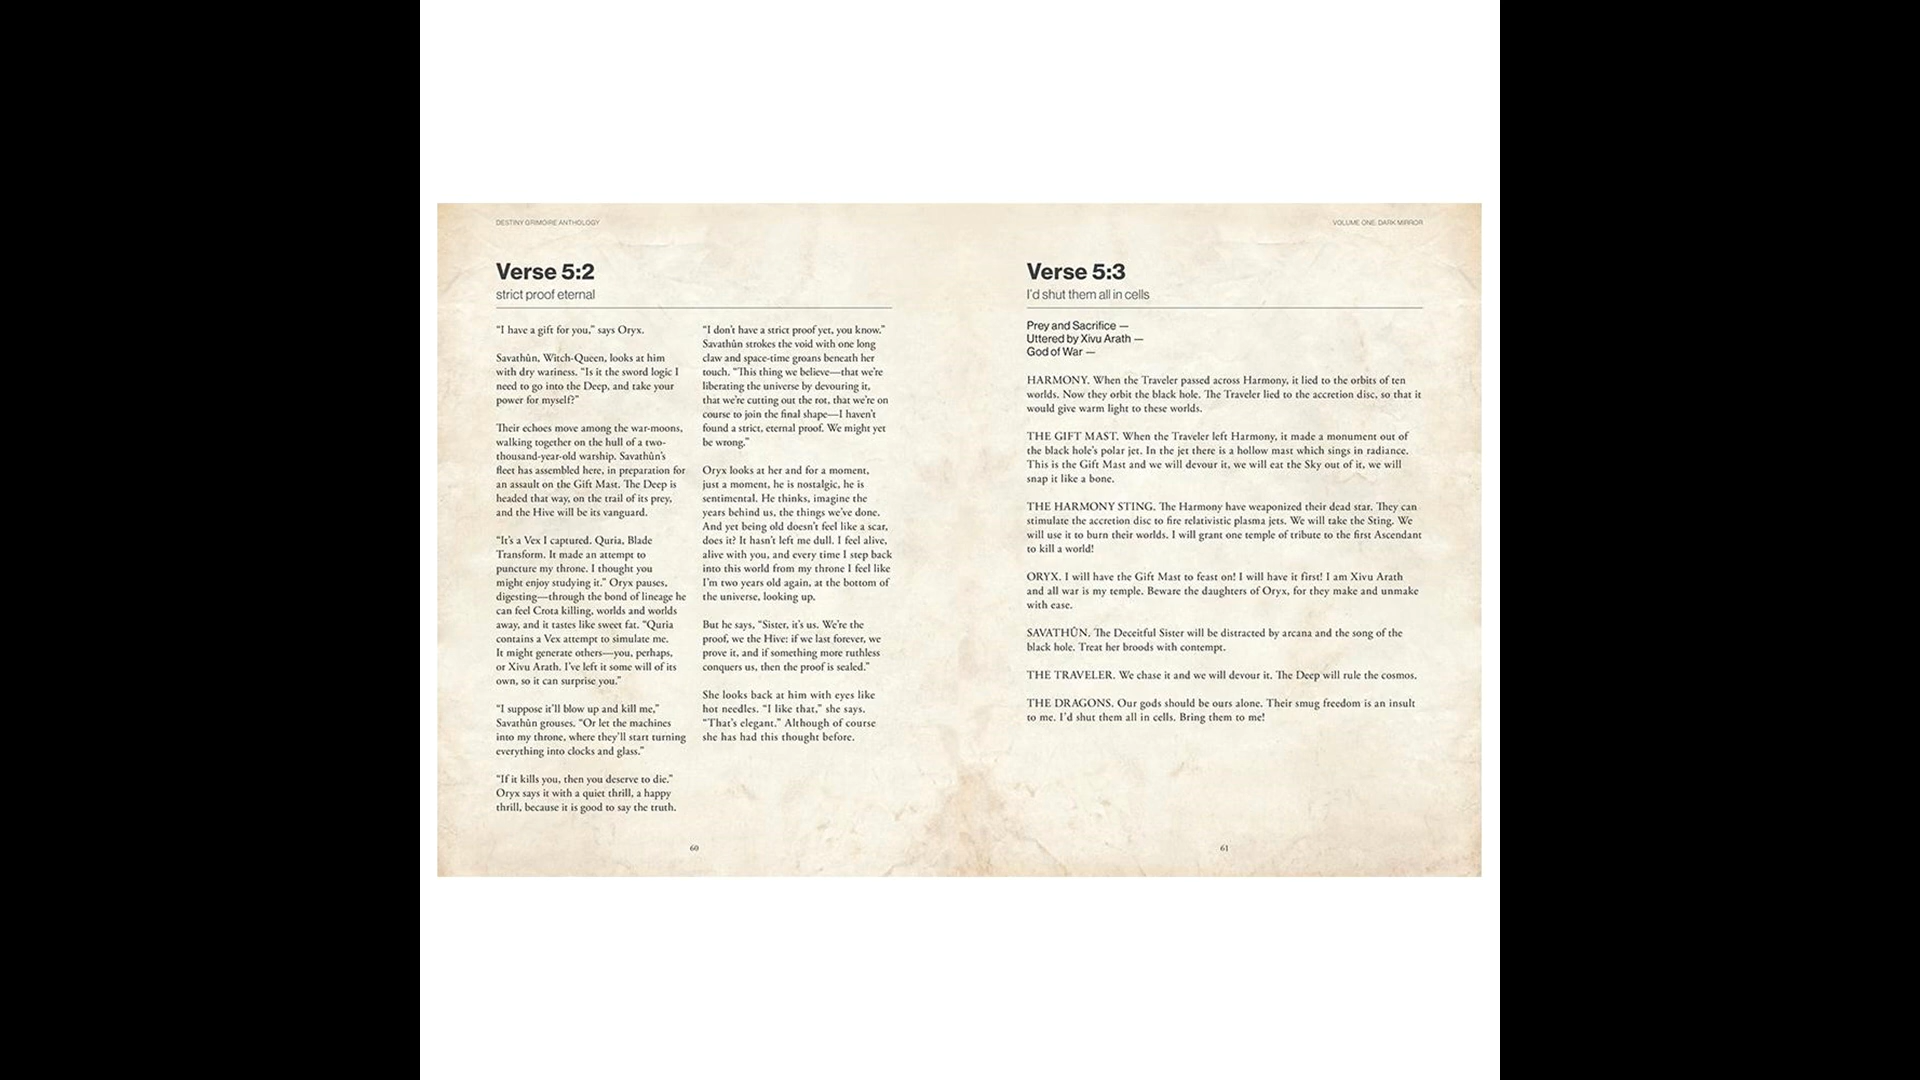 DESTINY GRIMOIRE ANTHOLOGY
Verse 5:2
strict proof eternal
“I have a gift for you,” says Oryx.
Savathûn, Witch-Queen, looks at him
with dry wariness. “Is it the sword logic I
need to go into the Deep, and take your
power for myself?”
Their echoes move among the war-moons,
walking together on the hull of a two-
thousand-year-old warship. Savathûn’s
fleet has assembled here, in preparation for
an assault on the Gift Mast. The Deep is
headed that way, on the trail of its prey,
and the Hive will be its vanguard.
“It’s a Vex I captured. Quria, Blade
Transform. It made an attempt to
puncture my throne. I thought you
might enjoy studying it.” Oryx pauses,
digesting—through the bond of lineage he
can feel Crota killing, worlds and worlds
away, and it tastes like sweet fat. “Quria
contains a Vex attempt to simulate me.
It might generate others—you, perhaps,
or Xivu Arath. I’ve left it some will of its
own, so it can surprise you.”
“I suppose it’ll blow up and kill me,”
Savathûn grouses. “Or let the machines
into my throne, where they’ll start turning
everything into clocks and glass.”
“If it kills you, then you deserve to die.”
Oryx says it with a quiet thrill, a happy
thrill, because it is good to say the truth.
“I don’t have a strict proof yet, you know.”
Savathûn strokes the void with one long
claw and space-time groans beneath her
touch. “This thing we believe—that we’re
liberating the universe by devouring it,
that we’re cutting out the rot, that we’re on
course to join the final shape—I haven’t
found a strict, eternal proof. We might yet
be wrong.”
Oryx looks at her and for a moment,
just a moment, he is nostalgic, he is
sentimental. He thinks, imagine the
years behind us, the things we’ve done.
And yet being old doesn’t feel like a scar,
does it? It hasn’t left me dull. I feel alive,
alive with you, and every time I step back
into this world from my throne I feel like
I’m two years old again, at the bottom of
the universe, looking up.
But he says, “Sister, it’s us. We’re the
proof, we the Hive: if we last forever, we
prove it, and if something more ruthless
conquers us, then the proof is sealed.”
She looks back at him with eyes like
hot needles. “I like that,” she says.
“That’s elegant.” Although of course
she has had this thought before.
60
VOLUME ONE: DARK MIRROR
Verse 5:3
I’d shut them all in cells
Prey and Sacrifice —
Uttered by Xivu Arath —
God of War —
HARMONY. When the Traveler passed across Harmony, it lied to the orbits of ten
worlds. Now they orbit the black hole. The Traveler lied to the accretion disc, so that it
would give warm light to these worlds.
THE GIFT MAST. When the Traveler left Harmony, it made a monument out of
the black hole’s polar jet. In the jet there is a hollow mast which sings in radiance.
This is the Gift Mast and we will devour it, we will eat the Sky out of it, we will
snap it like a bone.
THE HARMONY STING. The Harmony have weaponized their dead star. They can
stimulate the accretion disc to fire relativistic plasma jets. We will take the Sting. We
will use it to burn their worlds. I will grant one temple of tribute to the first Ascendant
to kill a world!
ORYX. I will have the Gift Mast to feast on! I will have it first! I am Xivu Arath
and all war is my temple. Beware the daughters of Oryx, for they make and unmake
with ease.
SAVATHÛN. The Deceitful Sister will be distracted by arcana and the song of the
black hole. Treat her broods with contempt.
THE TRAVELER. We chase it and we will devour it. The Deep will rule the cosmos.
THE DRAGONS. Our gods should be ours alone. Their smug freedom is an insult
to me. I’d shut them all in cells. Bring them to me!
61